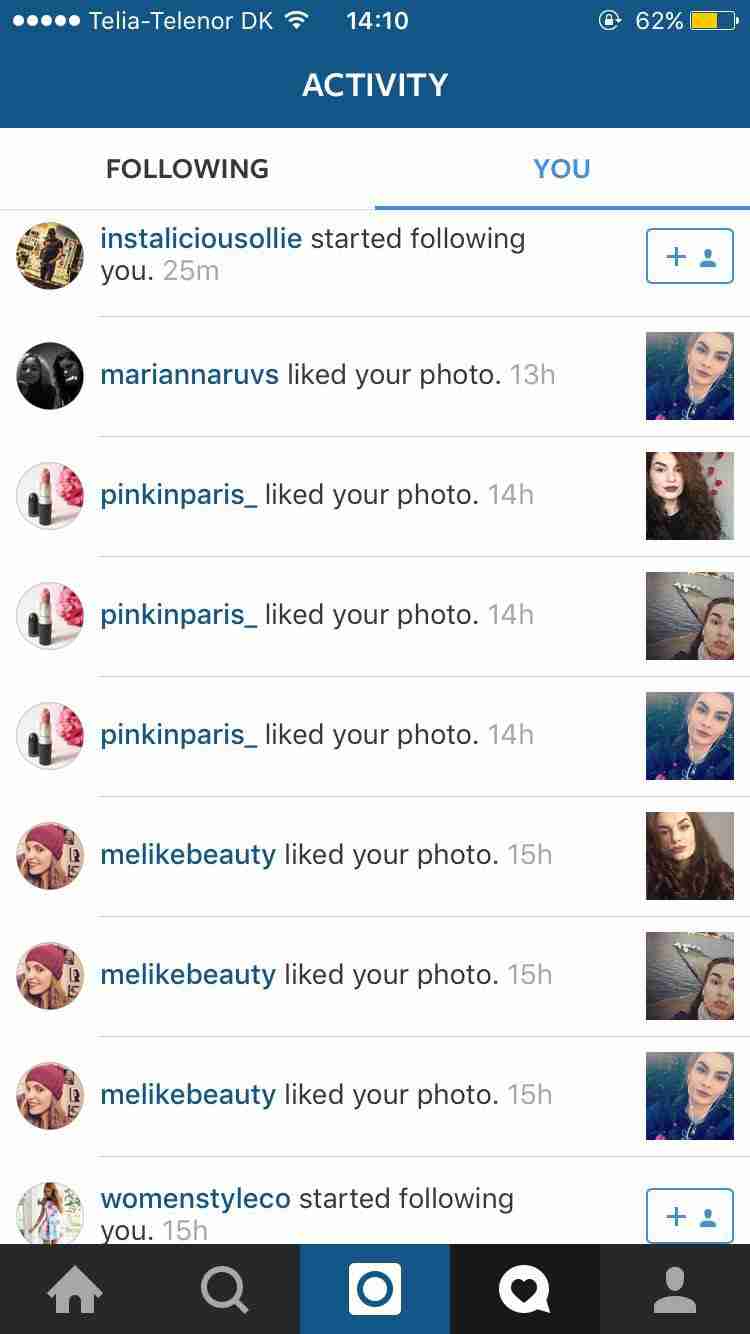 Telia-Telenor DK 14:10 62%
ACTIVITY
FOLLOWING YOU
instaliciousollie started following
you. 25m
mariannaruvs liked your photo. 13h
pinkinparis_ liked your photo. 14h
pinkinparis_ liked your photo. 14h
pinkinparis_ liked your photo. 14h
melikebeauty liked your photo. 15h
melikebeauty liked your photo. 15h
melikebeauty liked your photo. 15h
womenstyleco started following
you. 15h